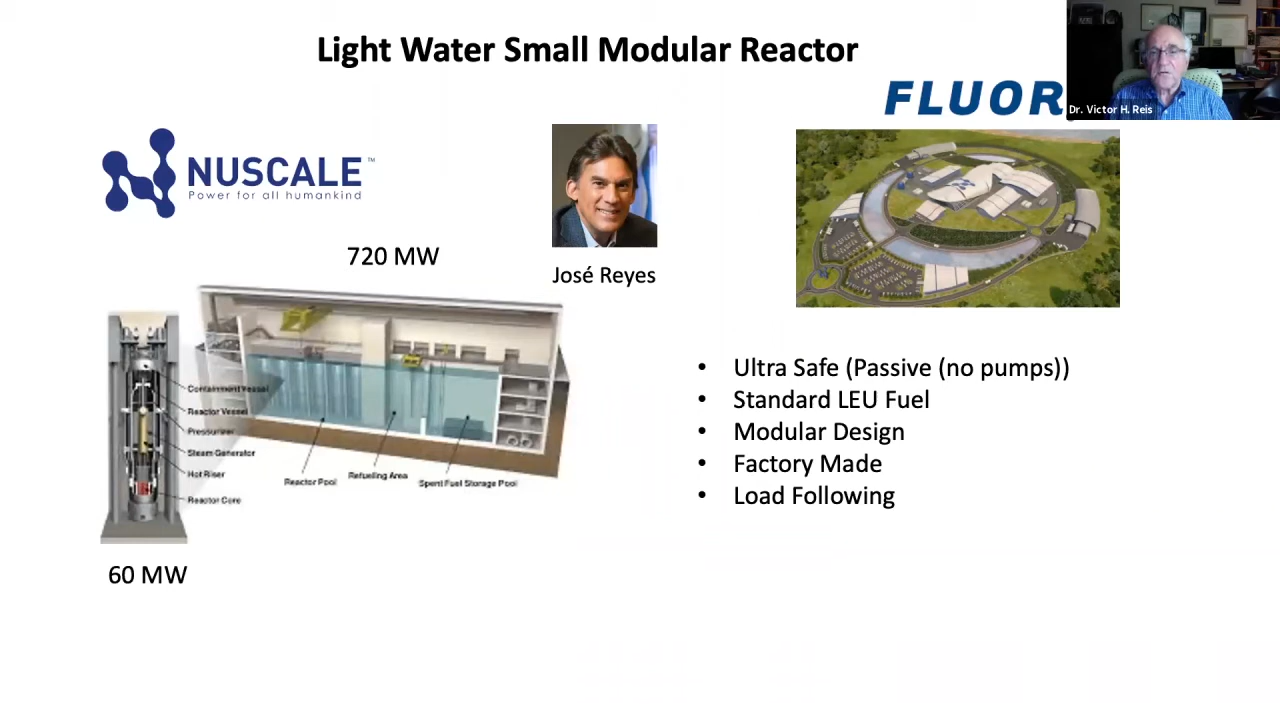 Light Water Small Modular Reactor
FLUOR
Dr. Victor H. Reis
NUSCALE™
Power for all humankind
720 MW
José Reyes
Containment Vessel
Reactor Vessel
Pressurizer
Steam Generator
Hot Riser
Reactor Core
Reactor Pool
Refueling Area
Spent Fuel Storage Pool
60 MW
• Ultra Safe (Passive (no pumps))
• Standard LEU Fuel
• Modular Design
• Factory Made
• Load Following